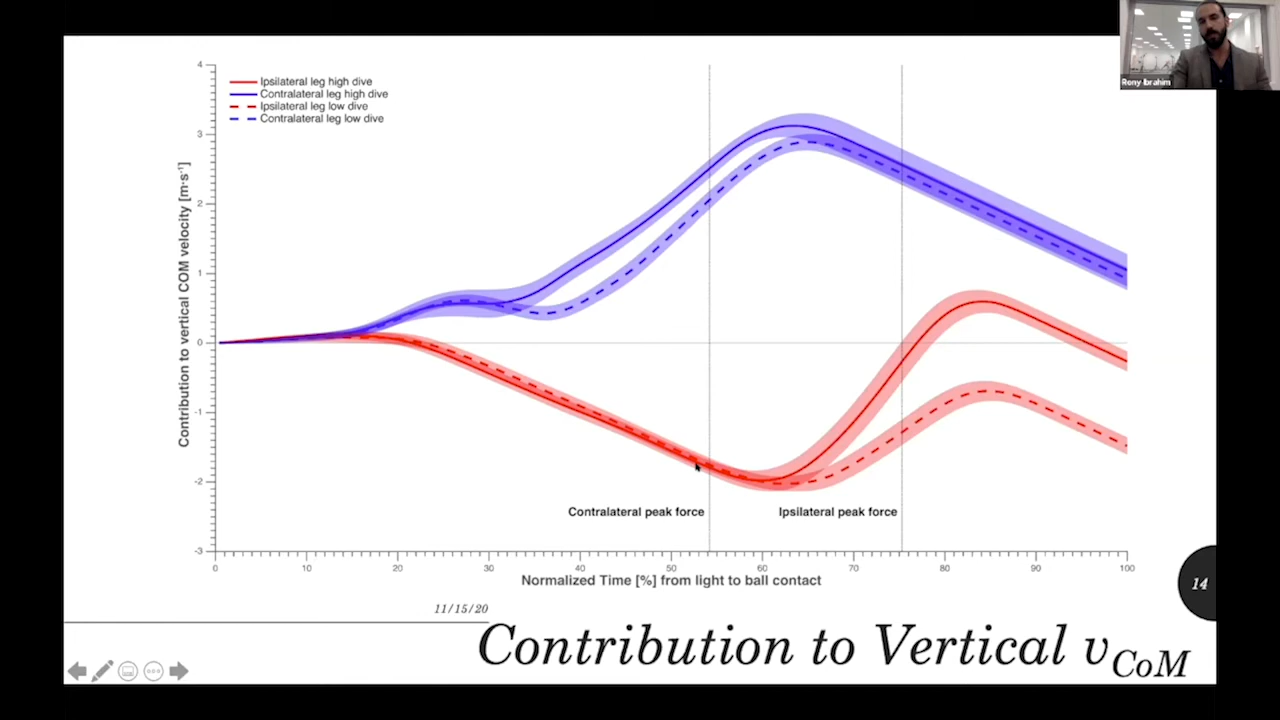 Reny Ibrahim
Ipsilateral leg high dive
Contralateral leg high dive
Ipsilateral leg low dive
Contralateral leg low dive
Contribution to vertical COM velocity [m·s⁻¹]
4
3
2
1
0
-1
-2
-3
Contralateral peak force
Ipsilateral peak force
0 10 20 30 40 50 60 70 80 90 100
Normalized Time [%] from light to ball contact
14
11/15/20
Contribution to Vertical vCoM